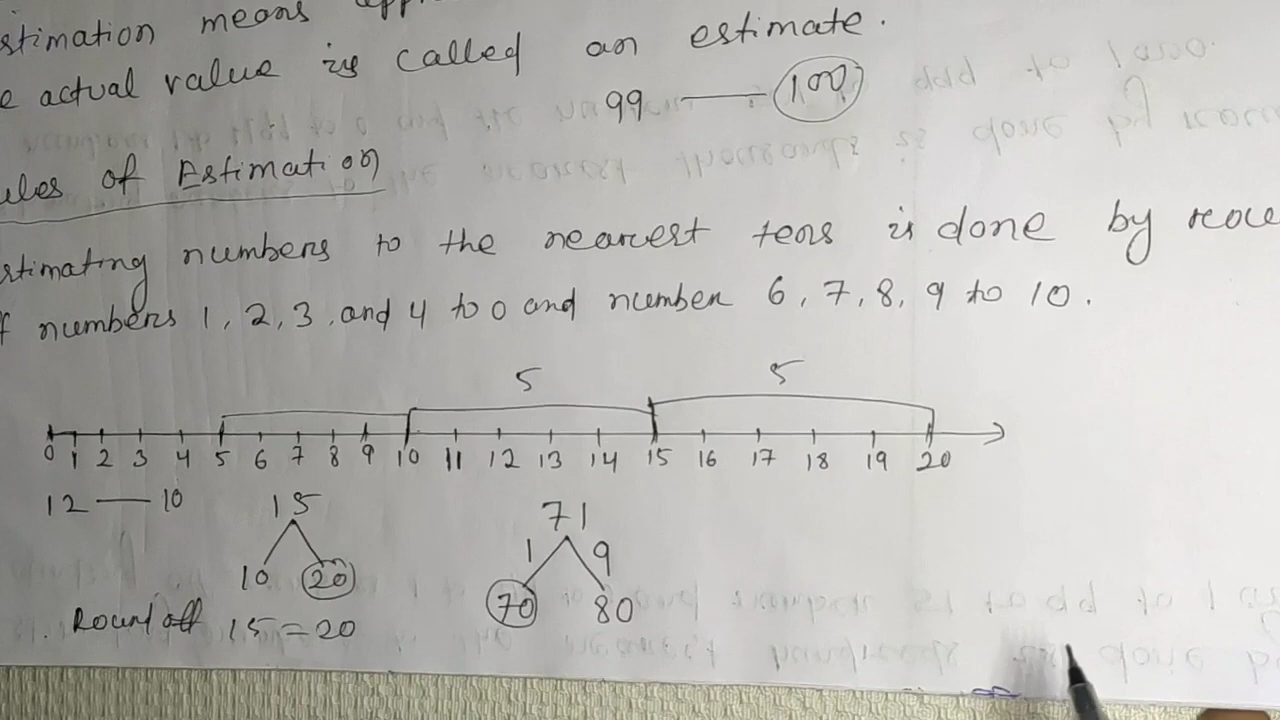 stimation means
e actual value is called an estimate.
99 — 100
ules of Estimation
stimating numbers to the nearest tens is done by rou
f numbers 1, 2, 3, and 4 to 0 and number 6, 7, 8, 9 to 10.
5 5
0 1 2 3 4 5 6 7 8 9 10 11 12 13 14 15 16 17 18 19 20
12 — 10 15 71
1 9
10 20 70 80
Round off 15 = 20